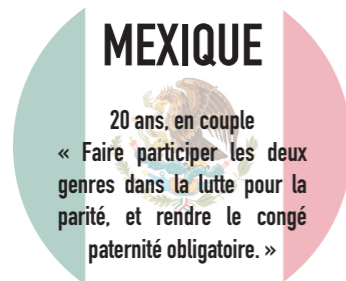 MEXIQUE
20 ans, en couple
« Faire participer les deux
genres dans la lutte pour la
parité, et rendre le congé
paternité obligatoire. »